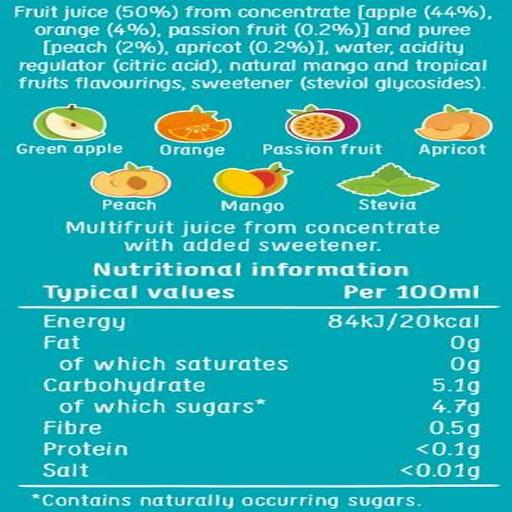 Fruit juice (50%) from concentrate [apple (44%),
orange (4%), passion fruit (0.2%)] and puree
[peach (2%), apricot (0.2%)], water, acidity
regulator (citric acid), natural mango and tropical
fruits flavourings, sweetener (steviol glycosides).
Green apple Orange Passion fruit Apricot
Peach Mango Stevia
Multifruit juice from concentrate
with added sweetener.
Nutritional information
Typical values Per 100ml
Energy 84kJ/20kcal
Fat 0g
of which saturates 0g
Carbohydrate 5.1g
of which sugars* 4.7g
Fibre 0.5g
Protein <0.1g
Salt <0.01g
*Contains naturally occurring sugars.